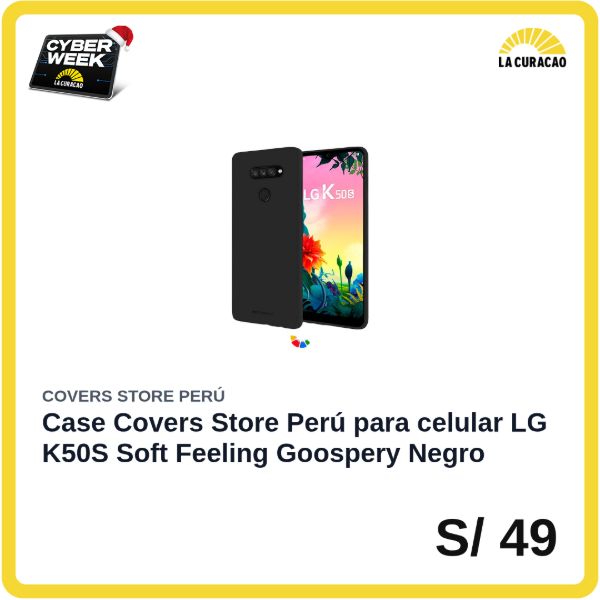 CYBER
WEEK
LA CURACAO
LA CURACAO
LG K50S
COVERS STORE PERÚ
Case Covers Store Perú para celular LG
K50S Soft Feeling Goospery Negro
S/ 49